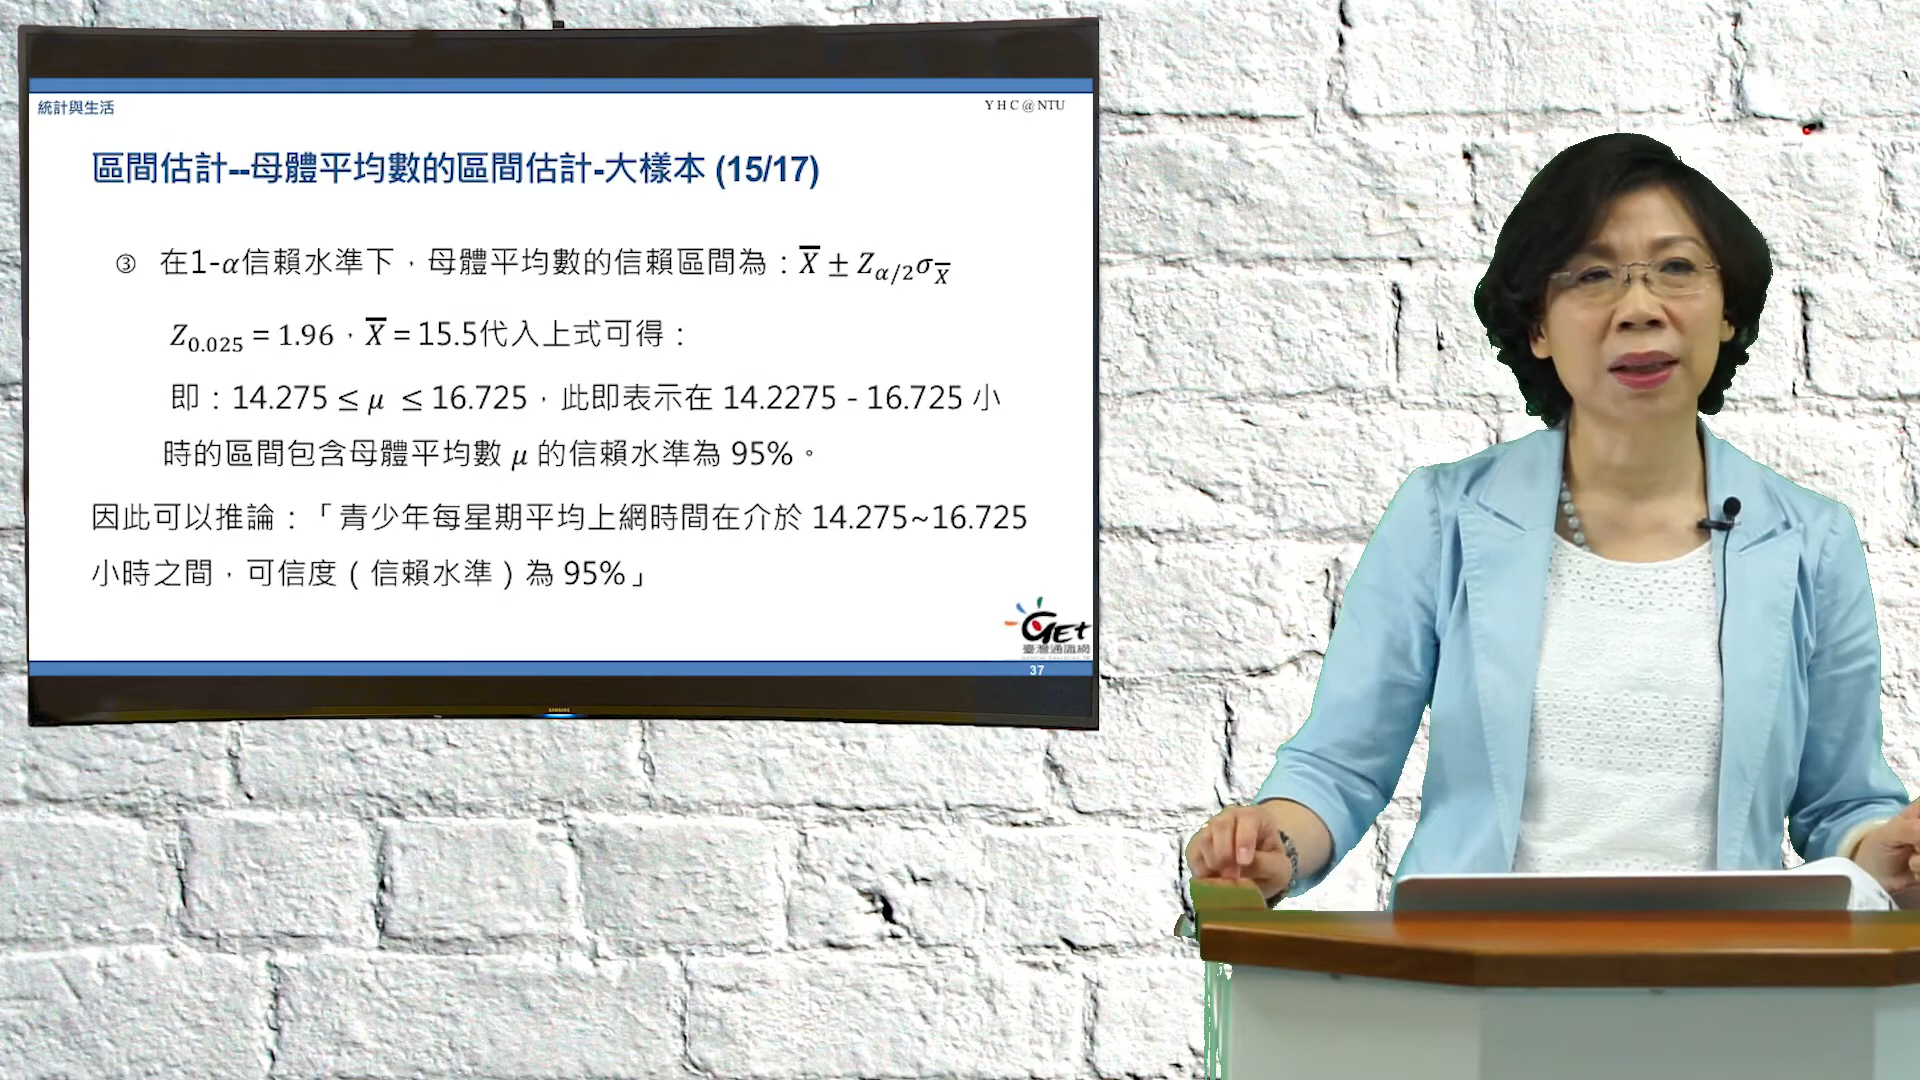 統計與生活
Y H C @ NTU
區間估計--母體平均數的區間估計-大樣本 (15/17)
③ 在1-α信賴水準下，母體平均數的信賴區間為：X̅ ± Z_{α/2}σ_{X̅}
Z_{0.025} = 1.96，X̅ = 15.5代入上式可得：
即：14.275 ≤ μ ≤ 16.725，此即表示在 14.2275 - 16.725 小
時的區間包含母體平均數 μ 的信賴水準為 95%。
因此可以推論：「青少年每星期平均上網時間在介於 14.275~16.725
小時之間，可信度（信賴水準）為 95%」
GEt
臺灣通識網
37
SAMSUNG